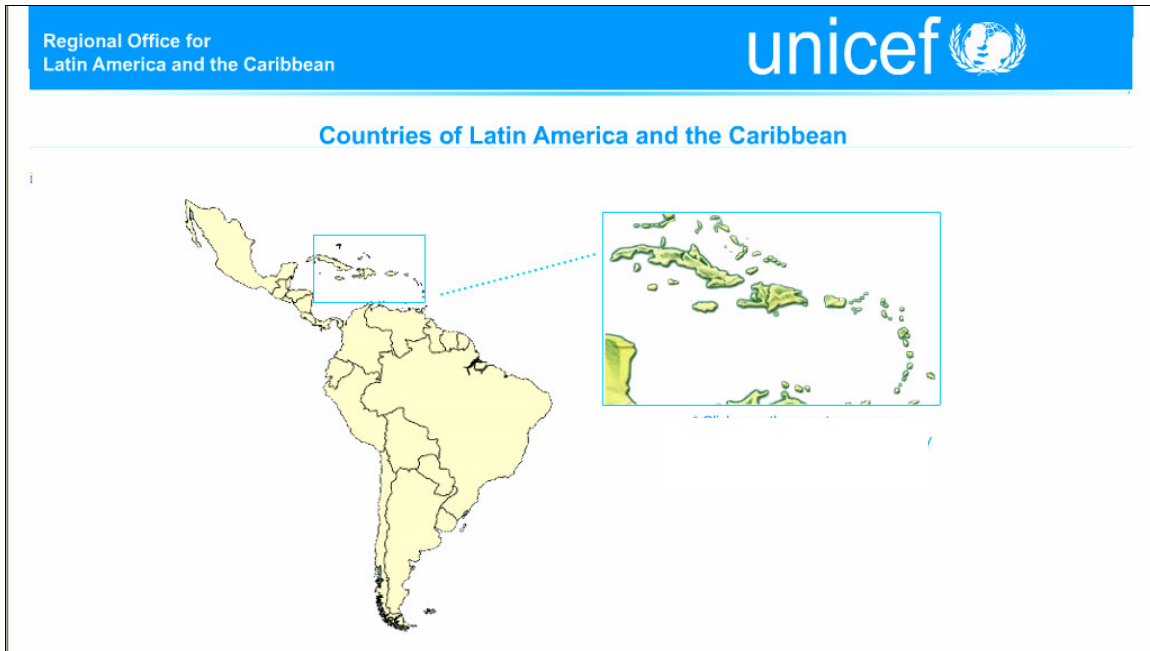 Regional Office for
Latin America and the Caribbean
unicef
Countries of Latin America and the Caribbean